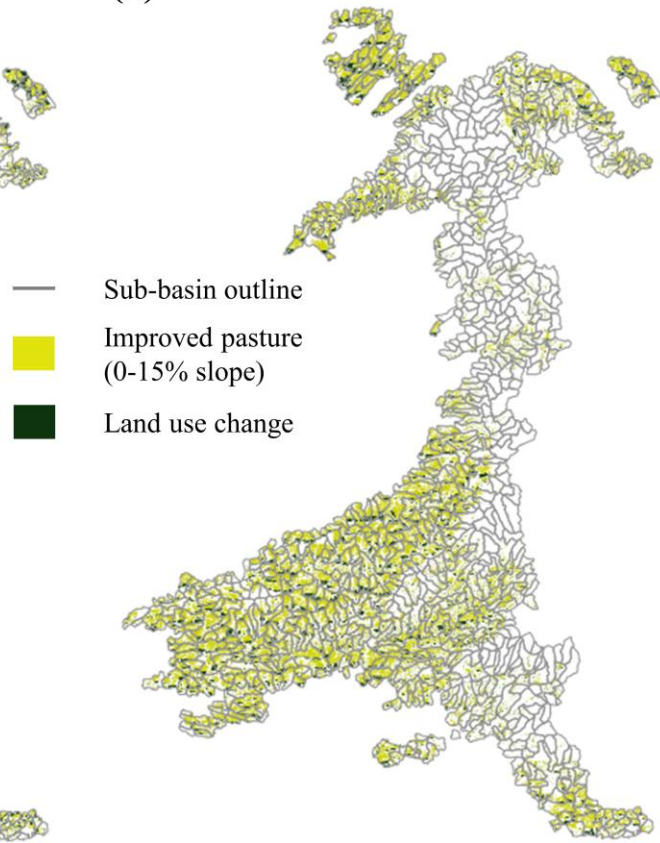 Sub-basin outline
Improved pasture
(0-15% slope)
Land use change